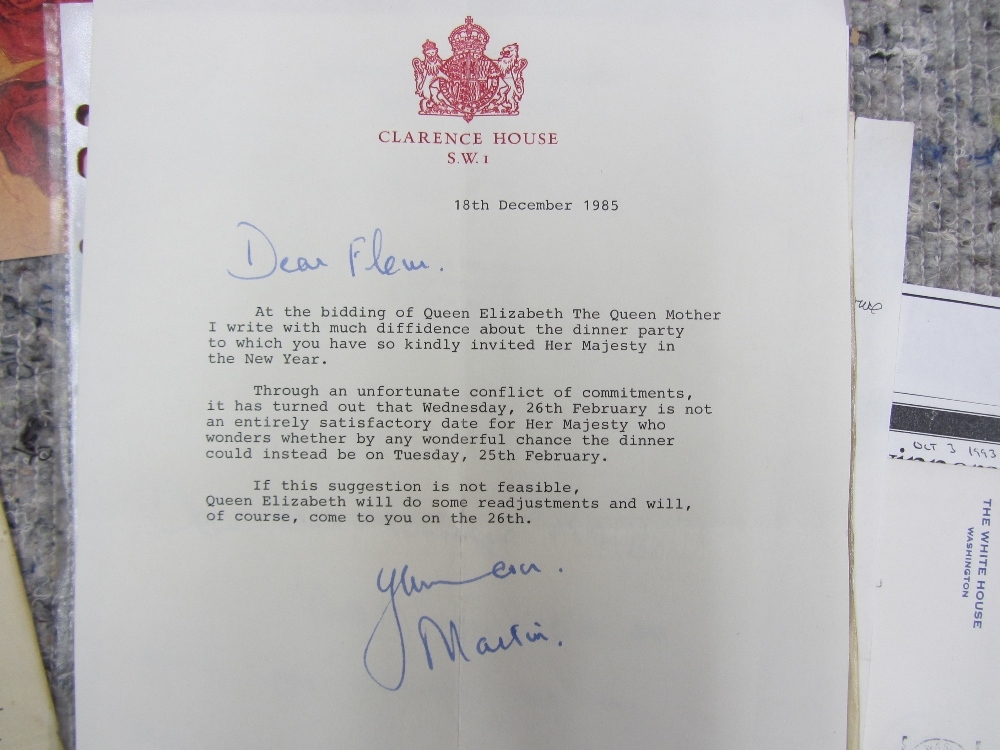 CLARENCE HOUSE
S.W.1
18th December 1985
Dear Fleur.
At the bidding of Queen Elizabeth The Queen Mother
I write with much diffidence about the dinner party
to which you have so kindly invited Her Majesty in
the New Year.
Through an unfortunate conflict of commitments,
it has turned out that Wednesday, 26th February is not
an entirely satisfactory date for Her Majesty who
wonders whether by any wonderful chance the dinner
could instead be on Tuesday, 25th February.
If this suggestion is not feasible,
Queen Elizabeth will do some readjustments and will,
of course, come to you on the 26th.
Yours ever.
Martin.
OCT 3 1993
THE WHITE HOUSE
WASHINGTON